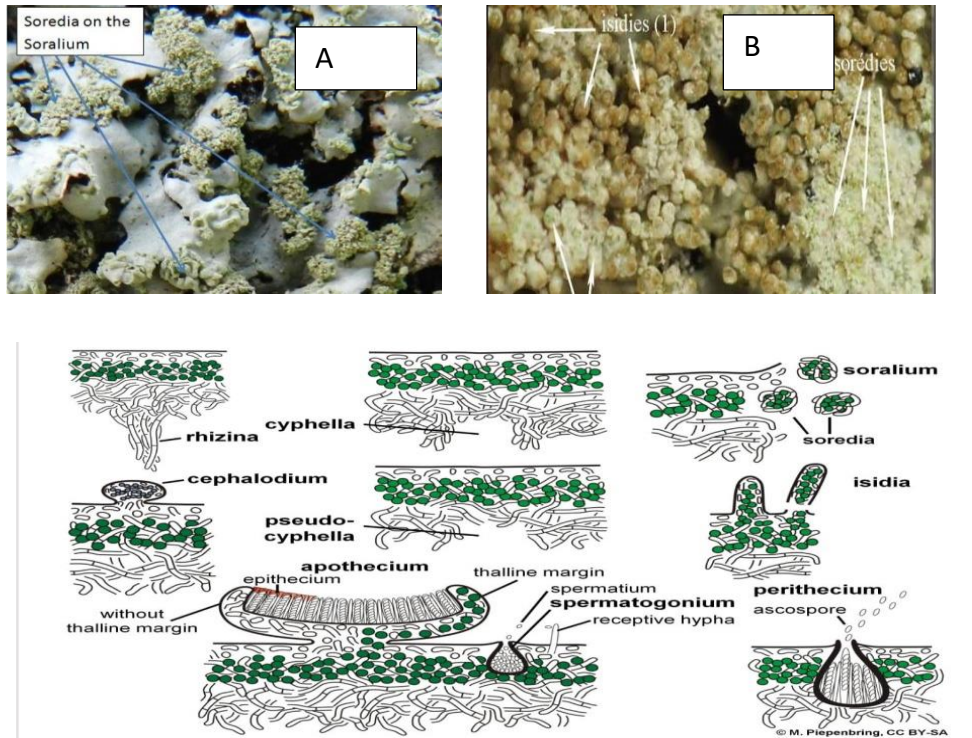 Soredia on the
Soralium
A
isidies (1)
B
sorédies
rhizina
cephalodium
cyphella
pseudo-
cyphella
soralium
soredia
isidia
apothecium
epithecium
thalline margin
without
thalline margin
spermatium
spermatogonium
receptive hypha
perithecium
ascospore
© M. Piepenbring, CC BY-SA